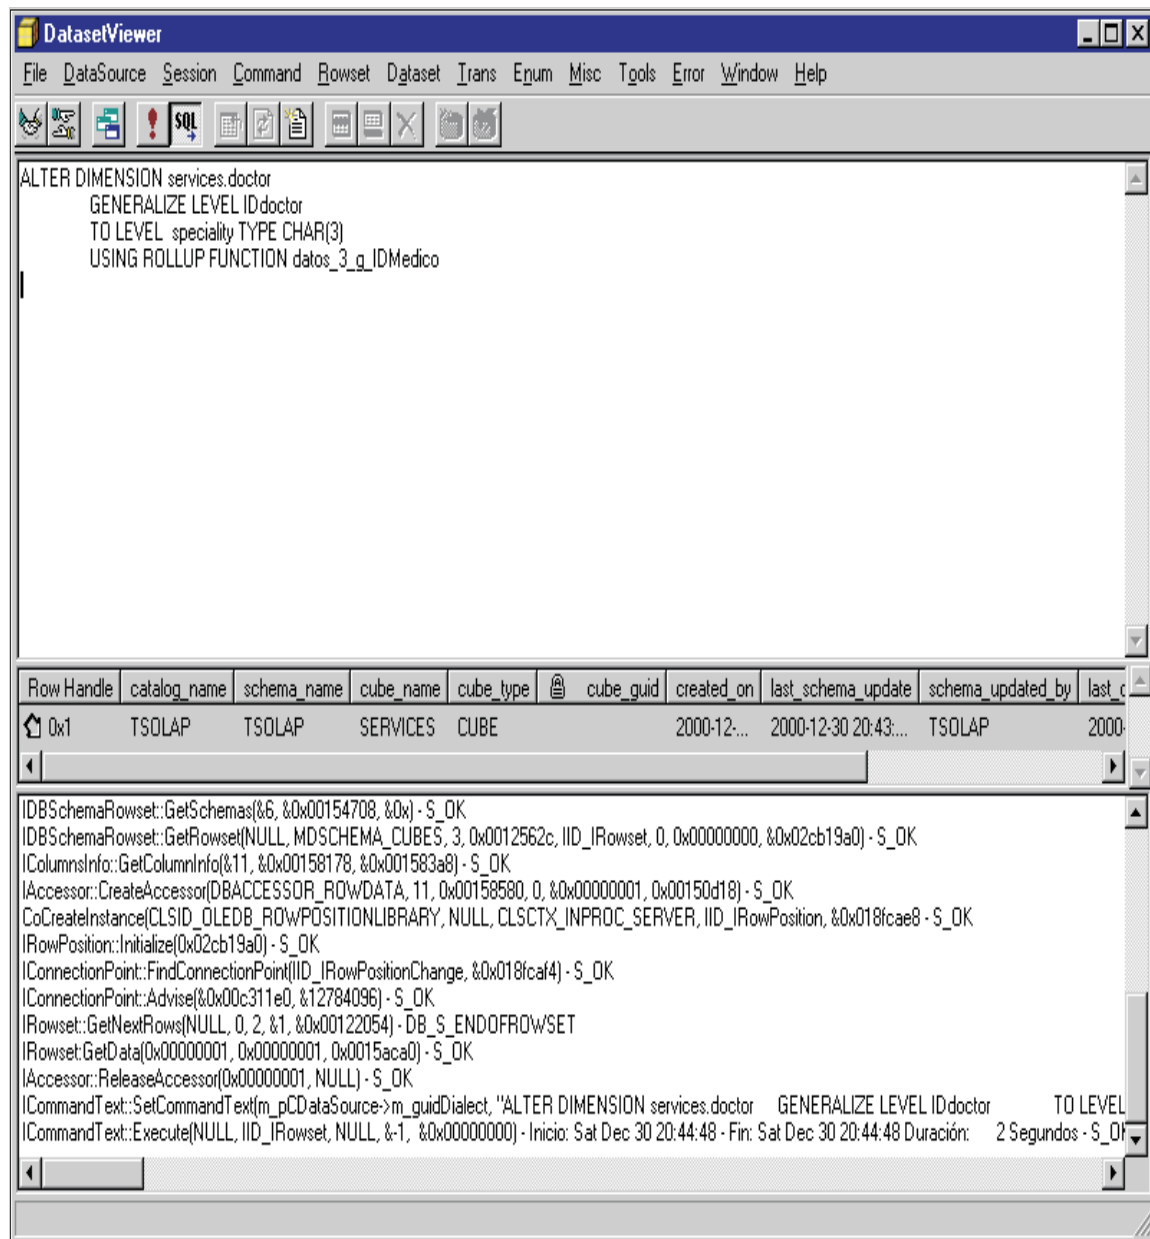 DatasetViewer
File DataSource Session Command Rowset Dataset Trans Enum Misc Tools Error Window Help
SQL
ALTER DIMENSION services.doctor
GENERALIZE LEVEL IDdoctor
TO LEVEL speciality TYPE CHAR(3)
USING ROLLUP FUNCTION datos_3_g_IDMedico
Row Handle catalog_name schema_name cube_name cube_type cube_guid created_on last_schema_update schema_updated_by last_c
0x1 TSOLAP TSOLAP SERVICES CUBE 2000-12-... 2000-12-30 20:43:... TSOLAP 2000-
IDBSchemaRowset::GetSchemas(&6, &0x00154708, &0x) - S_OK
IDBSchemaRowset::GetRowset(NULL, MDSCHEMA_CUBES, 3, 0x0012562c, IID_IRowset, 0, 0x00000000, &0x02cb19a0) - S_OK
IColumnsInfo::GetColumnInfo(&11, &0x00158178, &0x001583a8) - S_OK
IAccessor::CreateAccessor(DBACCESSOR_ROWDATA, 11, 0x00158580, 0, &0x00000001, 0x00150d18) - S_OK
CoCreateInstance(CLSID_OLEDB_ROWPOSITIONLIBRARY, NULL, CLSCTX_INPROC_SERVER, IID_IRowPosition, &0x018fcae8 - S_OK
IRowPosition::Initialize(0x02cb19a0) - S_OK
IConnectionPoint::FindConnectionPoint(IID_IRowPositionChange, &0x018fcaf4) - S_OK
IConnectionPoint::Advise(&0x00c311e0, &12784096) - S_OK
IRowset::GetNextRows(NULL, 0, 2, &1, &0x00122054) - DB_S_ENDOFROWSET
IRowset:GetData(0x00000001, 0x00000001, 0x0015aca0) - S_OK
IAccessor::ReleaseAccessor(0x00000001, NULL) - S_OK
ICommandText::SetCommandText(m_pCDataSource->m_guidDialect, "ALTER DIMENSION services.doctor GENERALIZE LEVEL IDdoctor TO LEVEL
ICommandText::Execute(NULL, IID_IRowset, NULL, &-1, &0x00000000) - Inicio: Sat Dec 30 20:44:48 - Fin: Sat Dec 30 20:44:48 Duración: 2 Segundos - S_OK